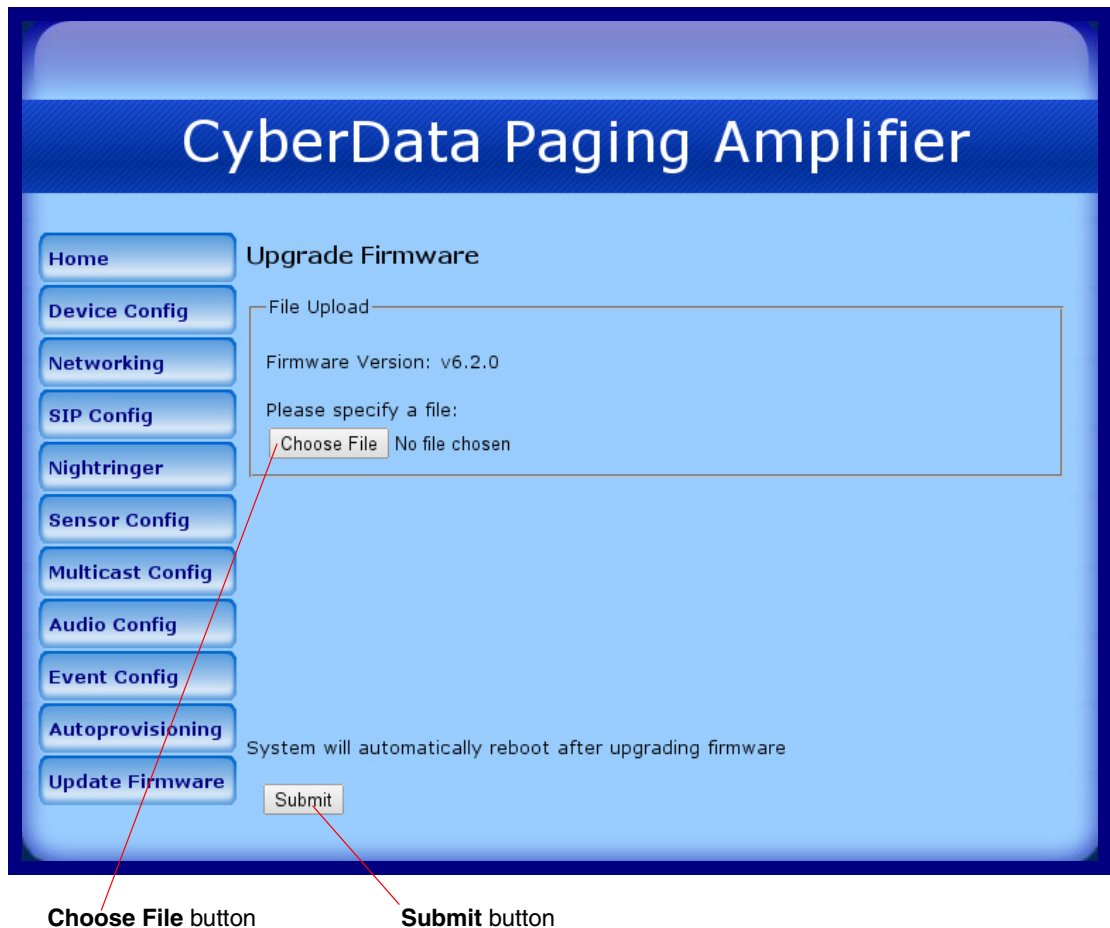 CyberData Paging Amplifier
Home
Device Config
Networking
SIP Config
Nightringer
Sensor Config
Multicast Config
Audio Config
Event Config
Autoprovisioning
Update Firmware
Upgrade Firmware
File Upload
Firmware Version: v6.2.0
Please specify a file:
Choose File No file chosen
System will automatically reboot after upgrading firmware
Submit
Choose File button
Submit button